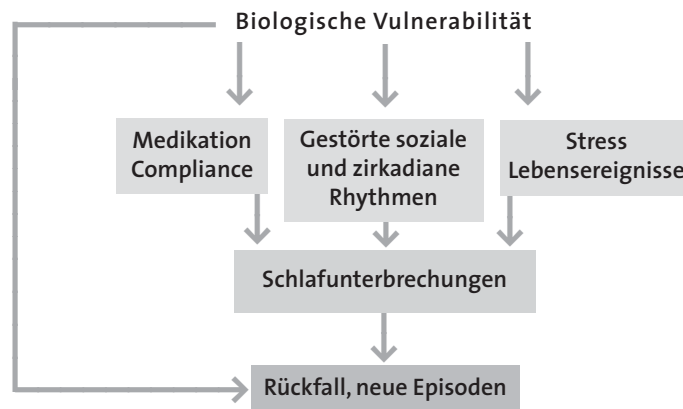 Biologische Vulnerabilität
Medikation
Compliance
Gestörte soziale
und zirkadiane
Rhythmen
Stress
Lebensereignisse
Schlafunterbrechungen
Rückfall, neue Episoden